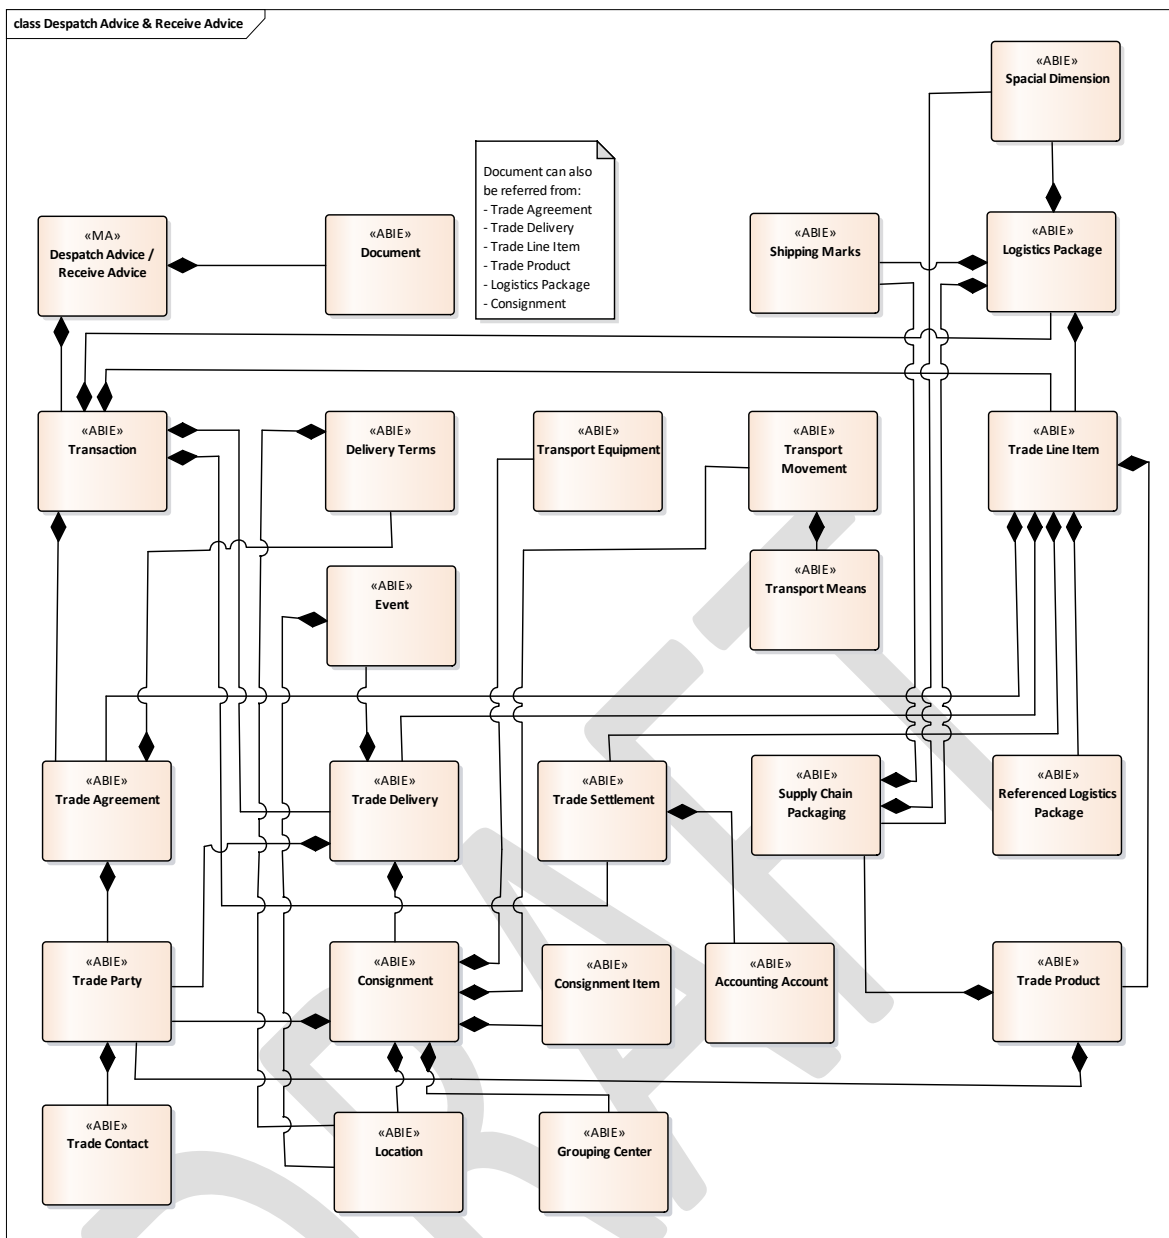 class Despatch Advice & Receive Advice
«ABIE»
Spacial Dimension
Document can also
be referred from:
- Trade Agreement
- Trade Delivery
- Trade Line Item
- Trade Product
- Logistics Package
- Consignment
«MA»
Despatch Advice /
Receive Advice
«ABIE»
Document
«ABIE»
Shipping Marks
«ABIE»
Logistics Package
«ABIE»
Transaction
«ABIE»
Delivery Terms
«ABIE»
Transport Equipment
«ABIE»
Transport
Movement
«ABIE»
Trade Line Item
«ABIE»
Event
«ABIE»
Transport Means
«ABIE»
Trade Agreement
«ABIE»
Trade Delivery
«ABIE»
Trade Settlement
«ABIE»
Supply Chain
Packaging
«ABIE»
Referenced Logistics
Package
«ABIE»
Trade Party
«ABIE»
Consignment
«ABIE»
Consignment Item
«ABIE»
Accounting Account
«ABIE»
Trade Product
«ABIE»
Trade Contact
«ABIE»
Location
«ABIE»
Grouping Center
DRAFT